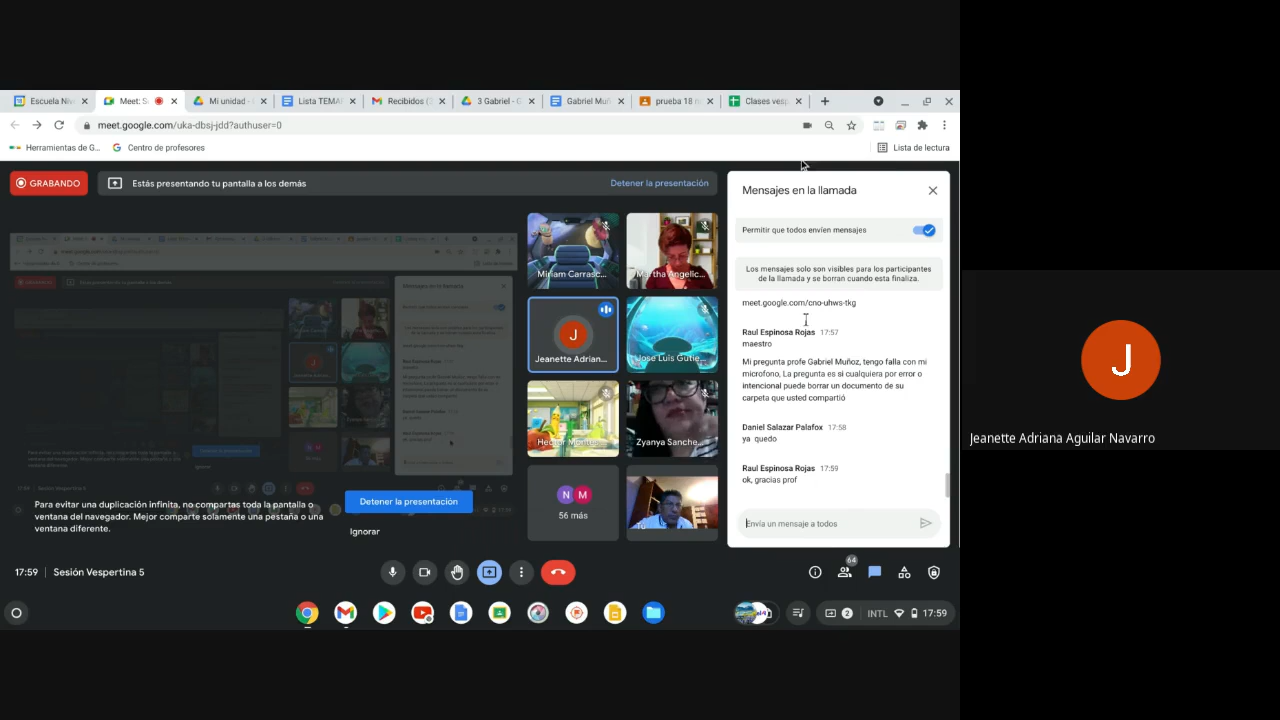 Escuela Niv
Meet: S
Mi unidad -
Lista TEMA
Recibidos (
3 Gabriel - G
Gabriel Muñ
prueba 18 n
Clases vesp
meet.google.com/uka-dbsj-jdd?authuser=0
Herramientas de G...
Centro de profesores
Lista de lectura
GRABANDO
Estás presentando tu pantalla a los demás
Detener la presentación
Miriam Carrasc...
Martha Angelic...
J
Jeanette Adrian...
Jose Luis Gutie...
Zyanya Sanche...
N M
56 más
Tú
Para evitar una duplicación infinita, no compartas toda la pantalla o
ventana del navegador. Mejor comparte solamente una pestaña o una
ventana diferente.
Detener la presentación
Ignorar
Mensajes en la llamada
Permitir que todos envíen mensajes
Los mensajes solo son visibles para los participantes
de la llamada y se borran cuando esta finaliza.
meet.google.com/cno-uhws-tkg
Raul Espinosa Rojas 17:57
maestro
Mi pregunta profe Gabriel Muñoz, tengo falla con mi
microfono, La pregunta es si cualquiera por error o
intencional puede borrar un documento de su
carpeta que usted compartió
Daniel Salazar Palafox 17:58
ya quedo
Raul Espinosa Rojas 17:59
ok, gracias prof
Envía un mensaje a todos
17:59 | Sesión Vespertina 5
64
2
INTL
17:59
J
Jeanette Adriana Aguilar Navarro